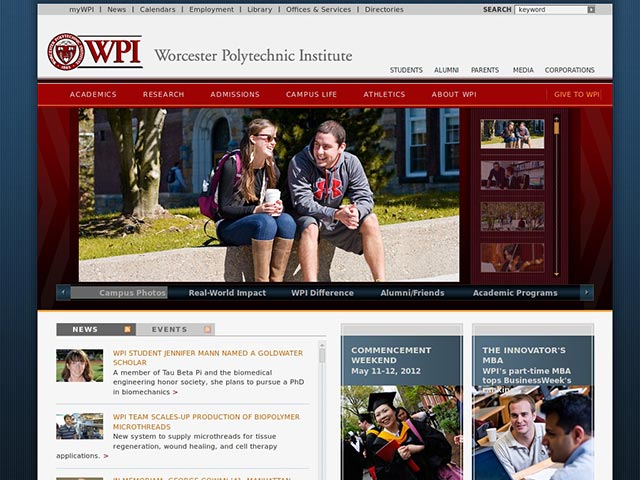 myWPI | News | Calendars | Employment | Library | Offices & Services | Directories SEARCH keyword
WPI Worcester Polytechnic Institute
STUDENTS ALUMNI PARENTS MEDIA CORPORATIONS
ACADEMICS RESEARCH ADMISSIONS CAMPUS LIFE ATHLETICS ABOUT WPI GIVE TO WPI
Campus Photos Real-World Impact WPI Difference Alumni/Friends Academic Programs
NEWS EVENTS
WPI STUDENT JENNIFER MANN NAMED A GOLDWATER
SCHOLAR
A member of Tau Beta Pi and the biomedical
engineering honor society, she plans to pursue a PhD
in biomechanics >
WPI TEAM SCALES-UP PRODUCTION OF BIOPOLYMER
MICROTHREADS
New system to supply microthreads for tissue
regeneration, wound healing, and cell therapy
applications. >
COMMENCEMENT
WEEKEND
May 11-12, 2012
THE INNOVATOR'S
MBA
WPI's part-time MBA
tops BusinessWeek's